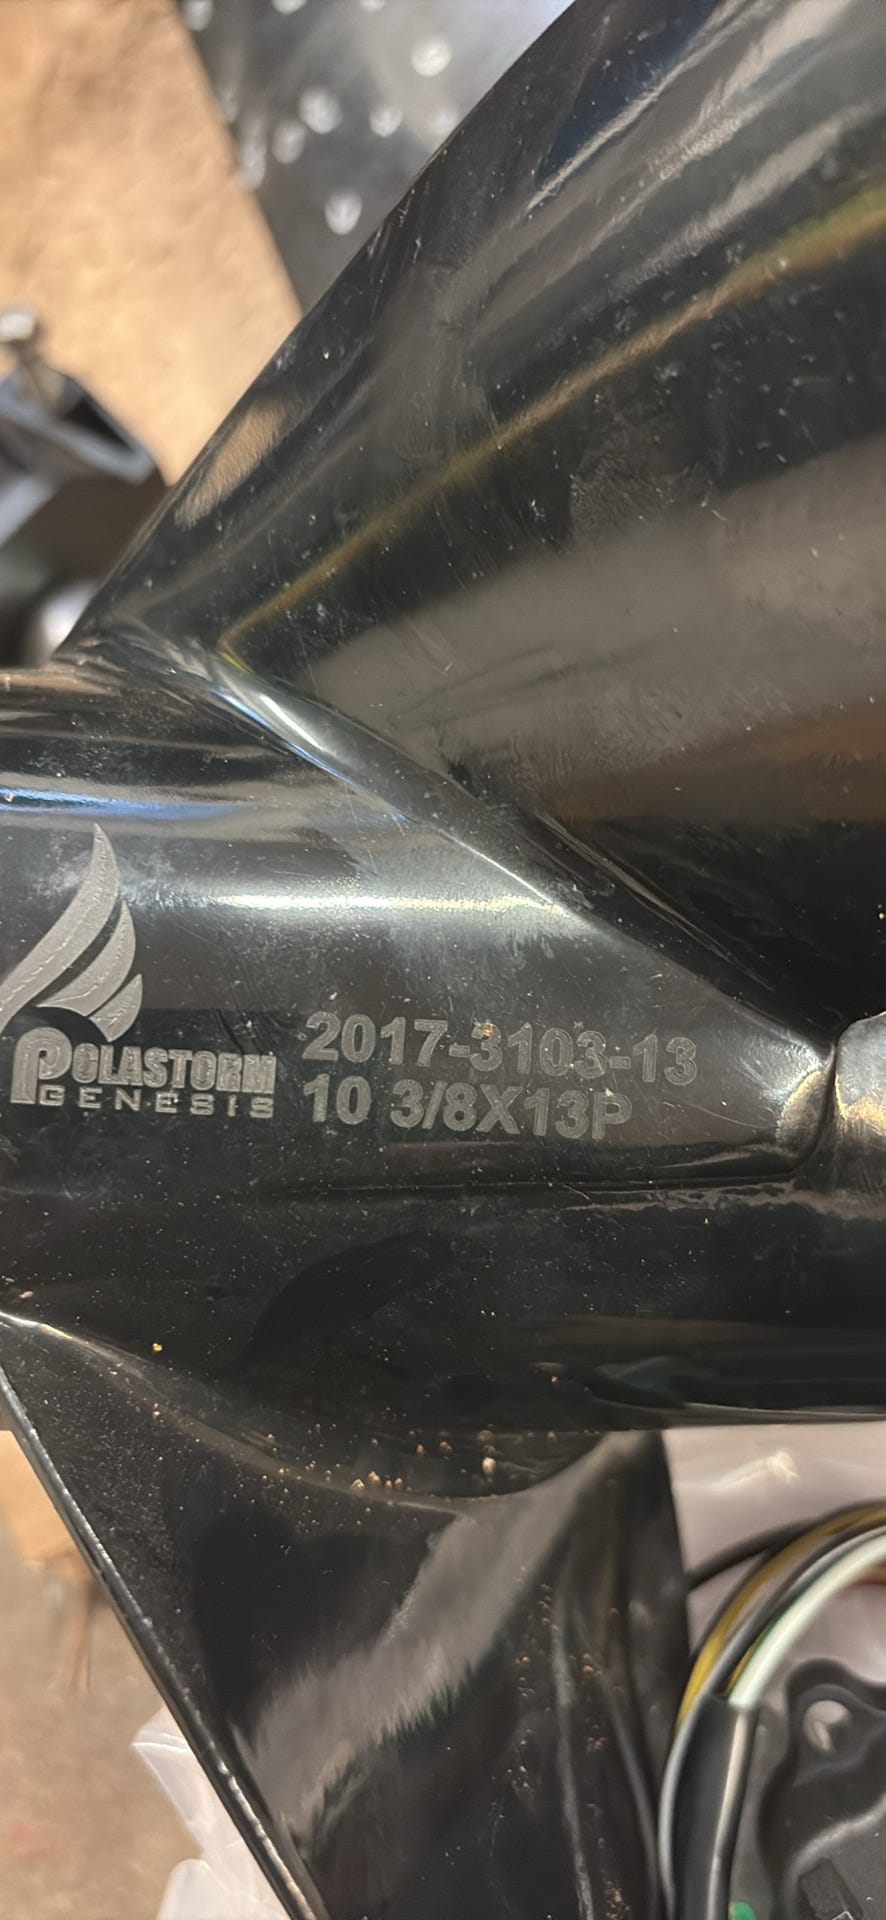 POLASTORM
GENESIS
2017-3103-13
10 3/8X13P